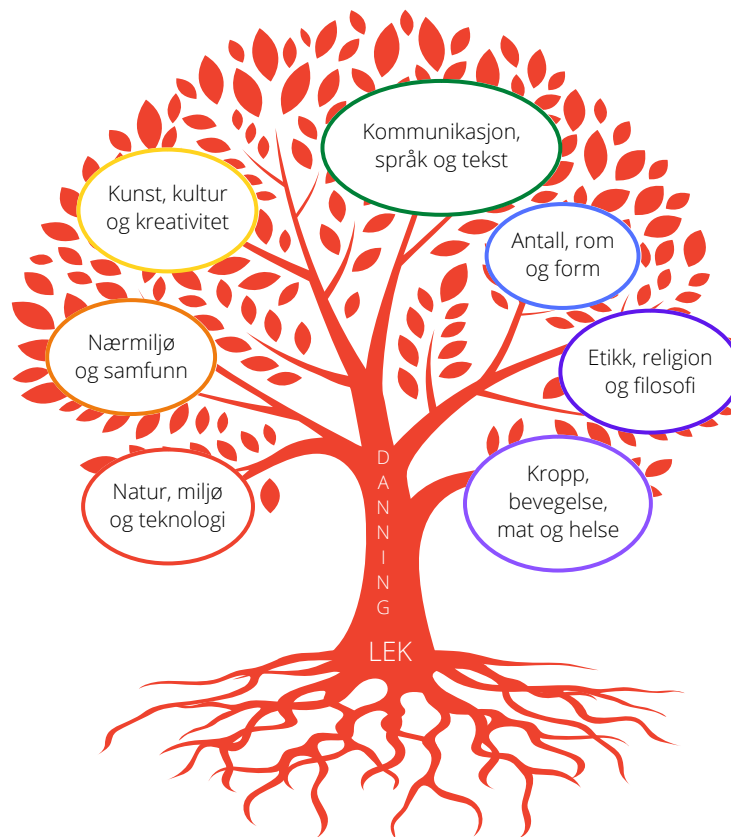 Kommunikasjon,
språk og tekst
Kunst, kultur
og kreativitet
Antall, rom
og form
Nærmiljø
og samfunn
Etikk, religion
og filosofi
Natur, miljø
og teknologi
Kropp,
bevegelse,
mat og helse
DANNING
LEK